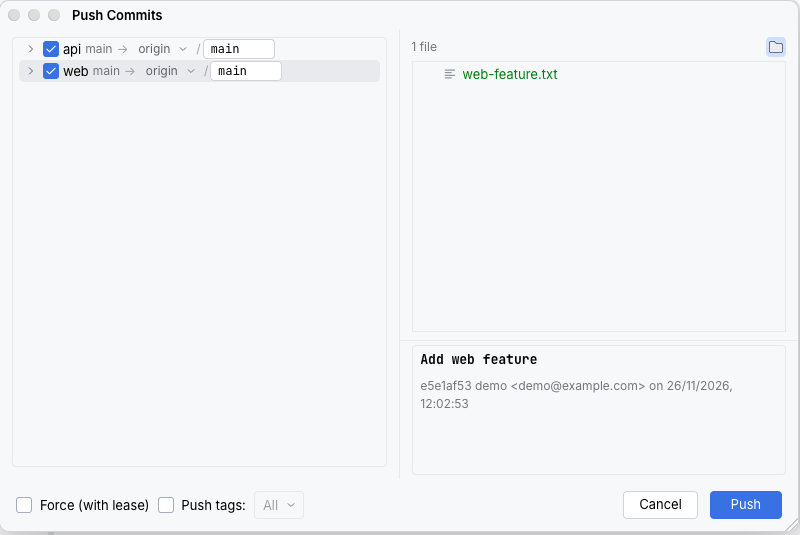 Push Commits
api main → origin / main
web main → origin / main
1 file
web-feature.txt
Add web feature
e5e1af53 demo <demo@example.com> on 26/11/2026,
12:02:53
Force (with lease) Push tags: All Cancel Push